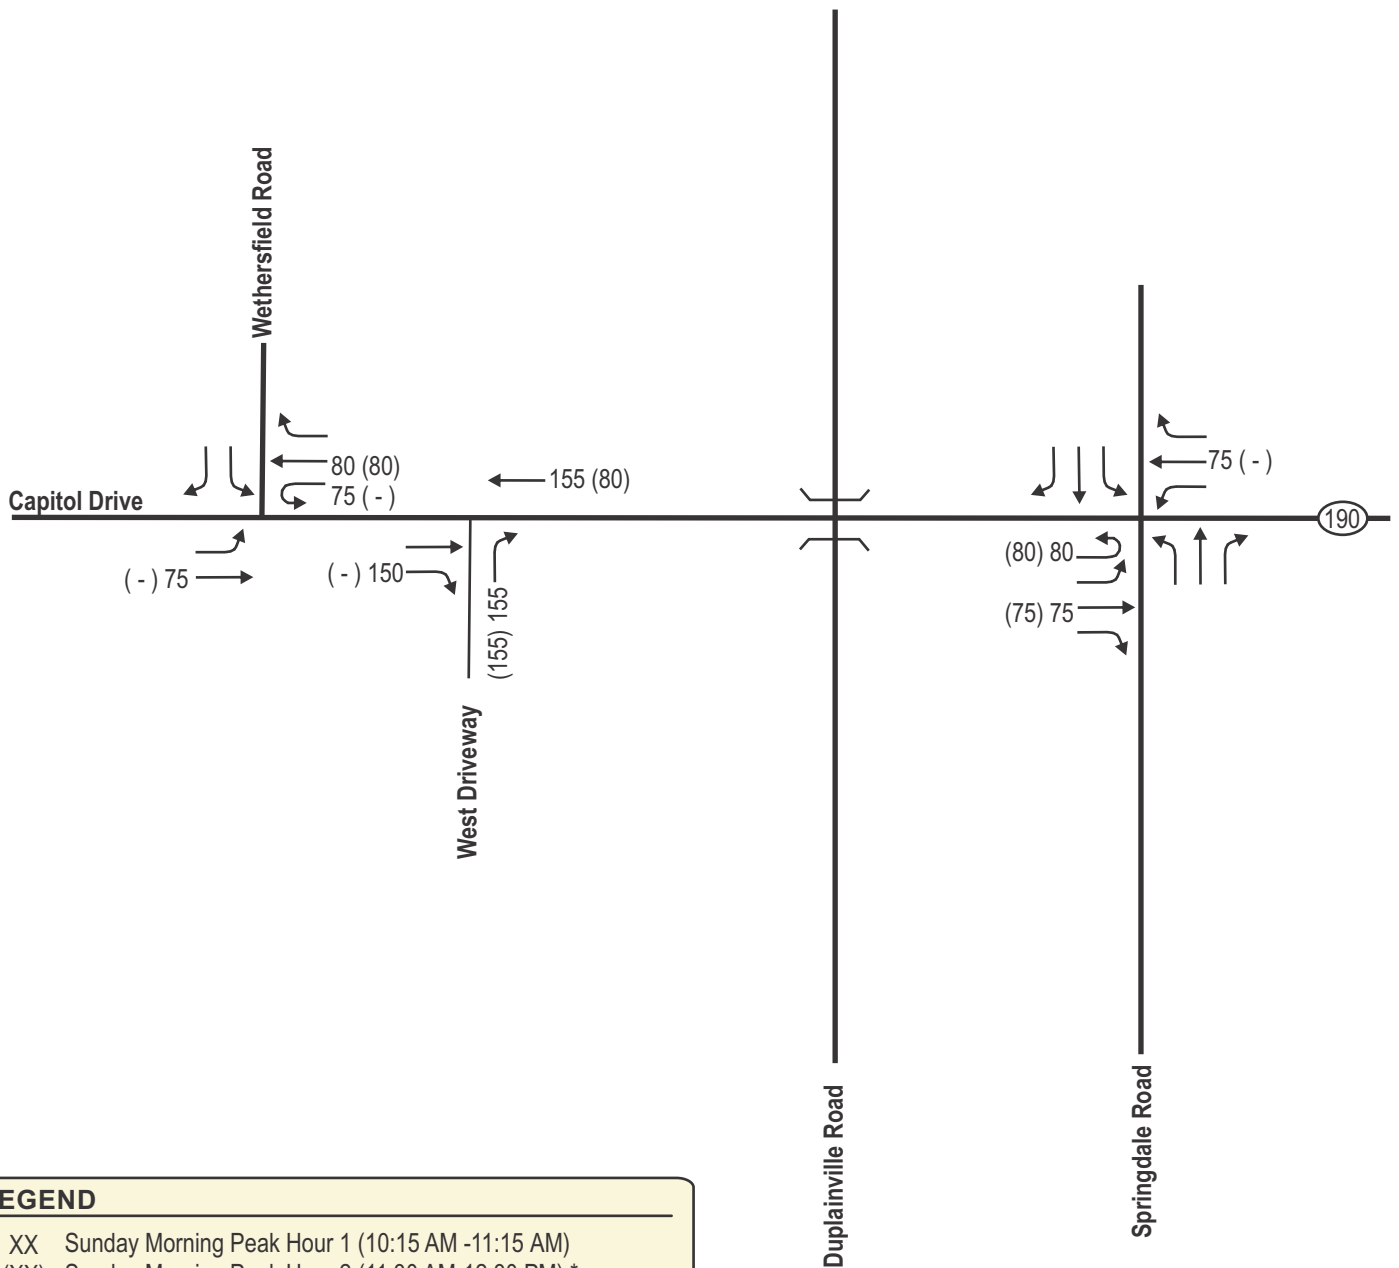 Wethersfield Road
80 (80)
75 ( - )
155 (80)
75 ( - )
Capitol Drive
190
( - ) 75
( - ) 150
(155) 155
(80) 80
(75) 75
West Driveway
Duplainville Road
Springdale Road
EGEND
XX Sunday Morning Peak Hour 1 (10:15 AM -11:15 AM)